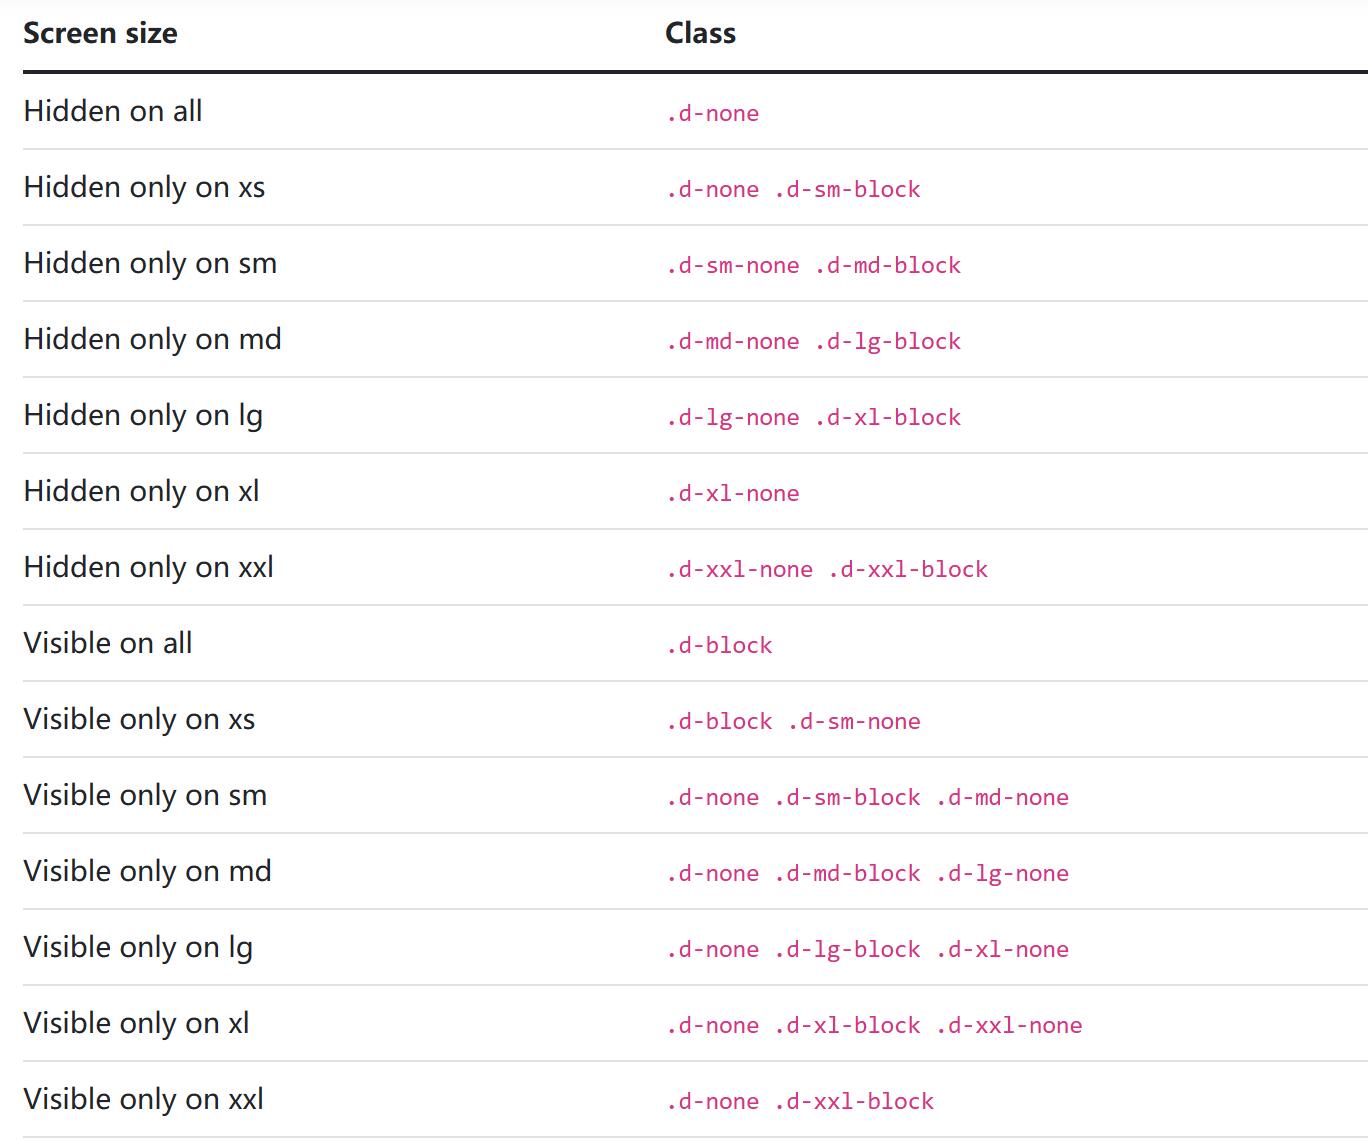 Screen size Class
Hidden on all .d-none
Hidden only on xs .d-none .d-sm-block
Hidden only on sm .d-sm-none .d-md-block
Hidden only on md .d-md-none .d-lg-block
Hidden only on lg .d-lg-none .d-xl-block
Hidden only on xl .d-xl-none
Hidden only on xxl .d-xxl-none .d-xxl-block
Visible on all .d-block
Visible only on xs .d-block .d-sm-none
Visible only on sm .d-none .d-sm-block .d-md-none
Visible only on md .d-none .d-md-block .d-lg-none
Visible only on lg .d-none .d-lg-block .d-xl-none
Visible only on xl .d-none .d-xl-block .d-xxl-none
Visible only on xxl .d-none .d-xxl-block